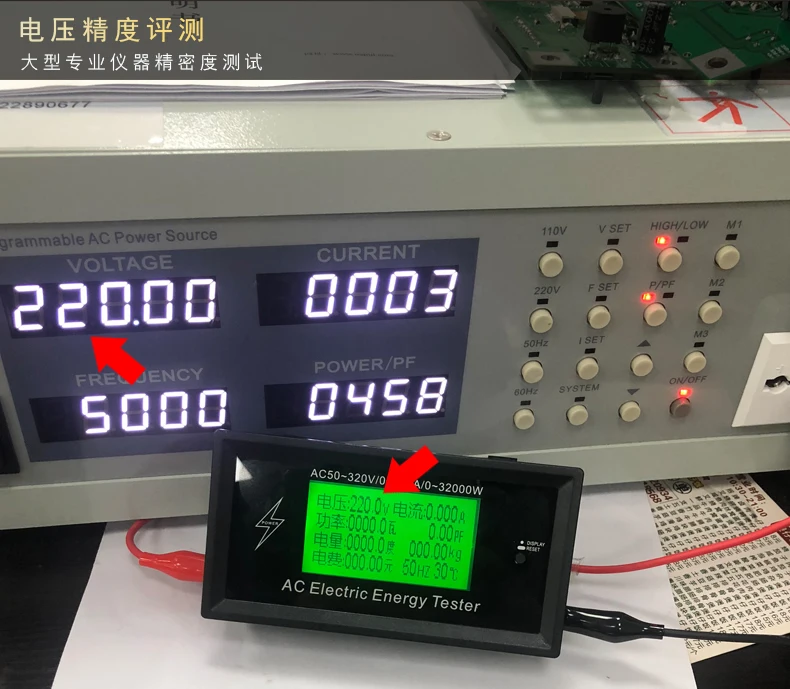 电压精度评测
大型专业仪器精密度测试
22890677
grammable AC Power Source
VOLTAGE
CURRENT
220.00
0003
FREQUENCY
POWER/PF
5000
0458
110V
V SET
HIGH/LOW
M1
220V
F SET
P/PF
M2
50Hz
I SET
M3
60Hz
SYSTEM
ON/OFF
AC50~320V/0
A/0~32000W
电压:220.0V 电流:0.000A
功率:0000.0瓦 0.00PF
电量:0000.0度 000.00kg
电费:000.00元 50HZ 30℃
POWER
DISPLAY
RESET
AC Electric Energy Tester